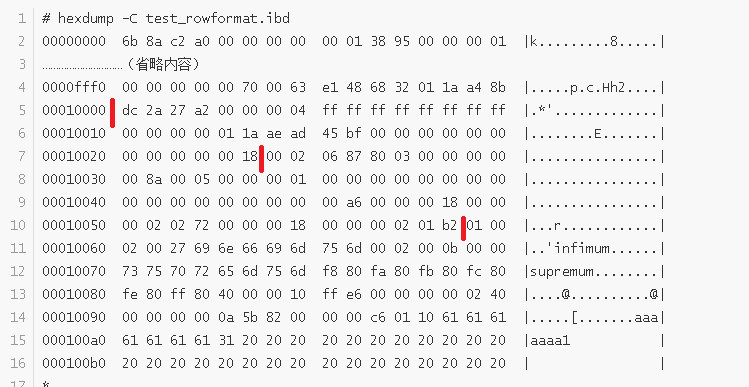 1 # hexdump -C test_rowformat.ibd
2 00000000 6b 8a c2 a0 00 00 00 00 00 01 38 95 00 00 00 01 |k.........8.....|
3 ..............................（省略内容）
4 0000fff0 00 00 00 00 00 70 00 63 e1 48 68 32 01 1a a4 8b |.....p.c.Hh2....|
5 00010000 dc 2a 27 a2 00 00 00 04 ff ff ff ff ff ff ff ff |.*'.............|
6 00010010 00 00 00 00 01 1a ae ad 45 bf 00 00 00 00 00 00 |........E.......|
7 00010020 00 00 00 00 00 18 00 02 06 87 80 03 00 00 00 00 |................|
8 00010030 00 8a 00 05 00 00 00 01 00 00 00 00 00 00 00 00 |................|
9 00010040 00 00 00 00 00 00 00 00 00 a6 00 00 00 18 00 00 |................|
10 00010050 00 02 02 72 00 00 00 18 00 00 00 02 01 b2 01 00 |...r............|
11 00010060 02 00 27 69 6e 66 69 6d 75 6d 00 02 00 0b 00 00 |..'infimum......|
12 00010070 73 75 70 72 65 6d 75 6d f8 80 fa 80 fb 80 fc 80 |supremum........|
13 00010080 fe 80 ff 80 40 00 00 10 ff e6 00 00 00 00 02 40 |....@..........@|
14 00010090 00 00 00 00 0a 5b 82 00 00 00 c6 01 10 61 61 61 |.....[.......aaa|
15 000100a0 61 61 61 61 31 20 20 20 20 20 20 20 20 20 20 20 |aaaa1 |
16 000100b0 20 20 20 20 20 20 20 20 20 20 20 20 20 20 20 20 | |
17 *